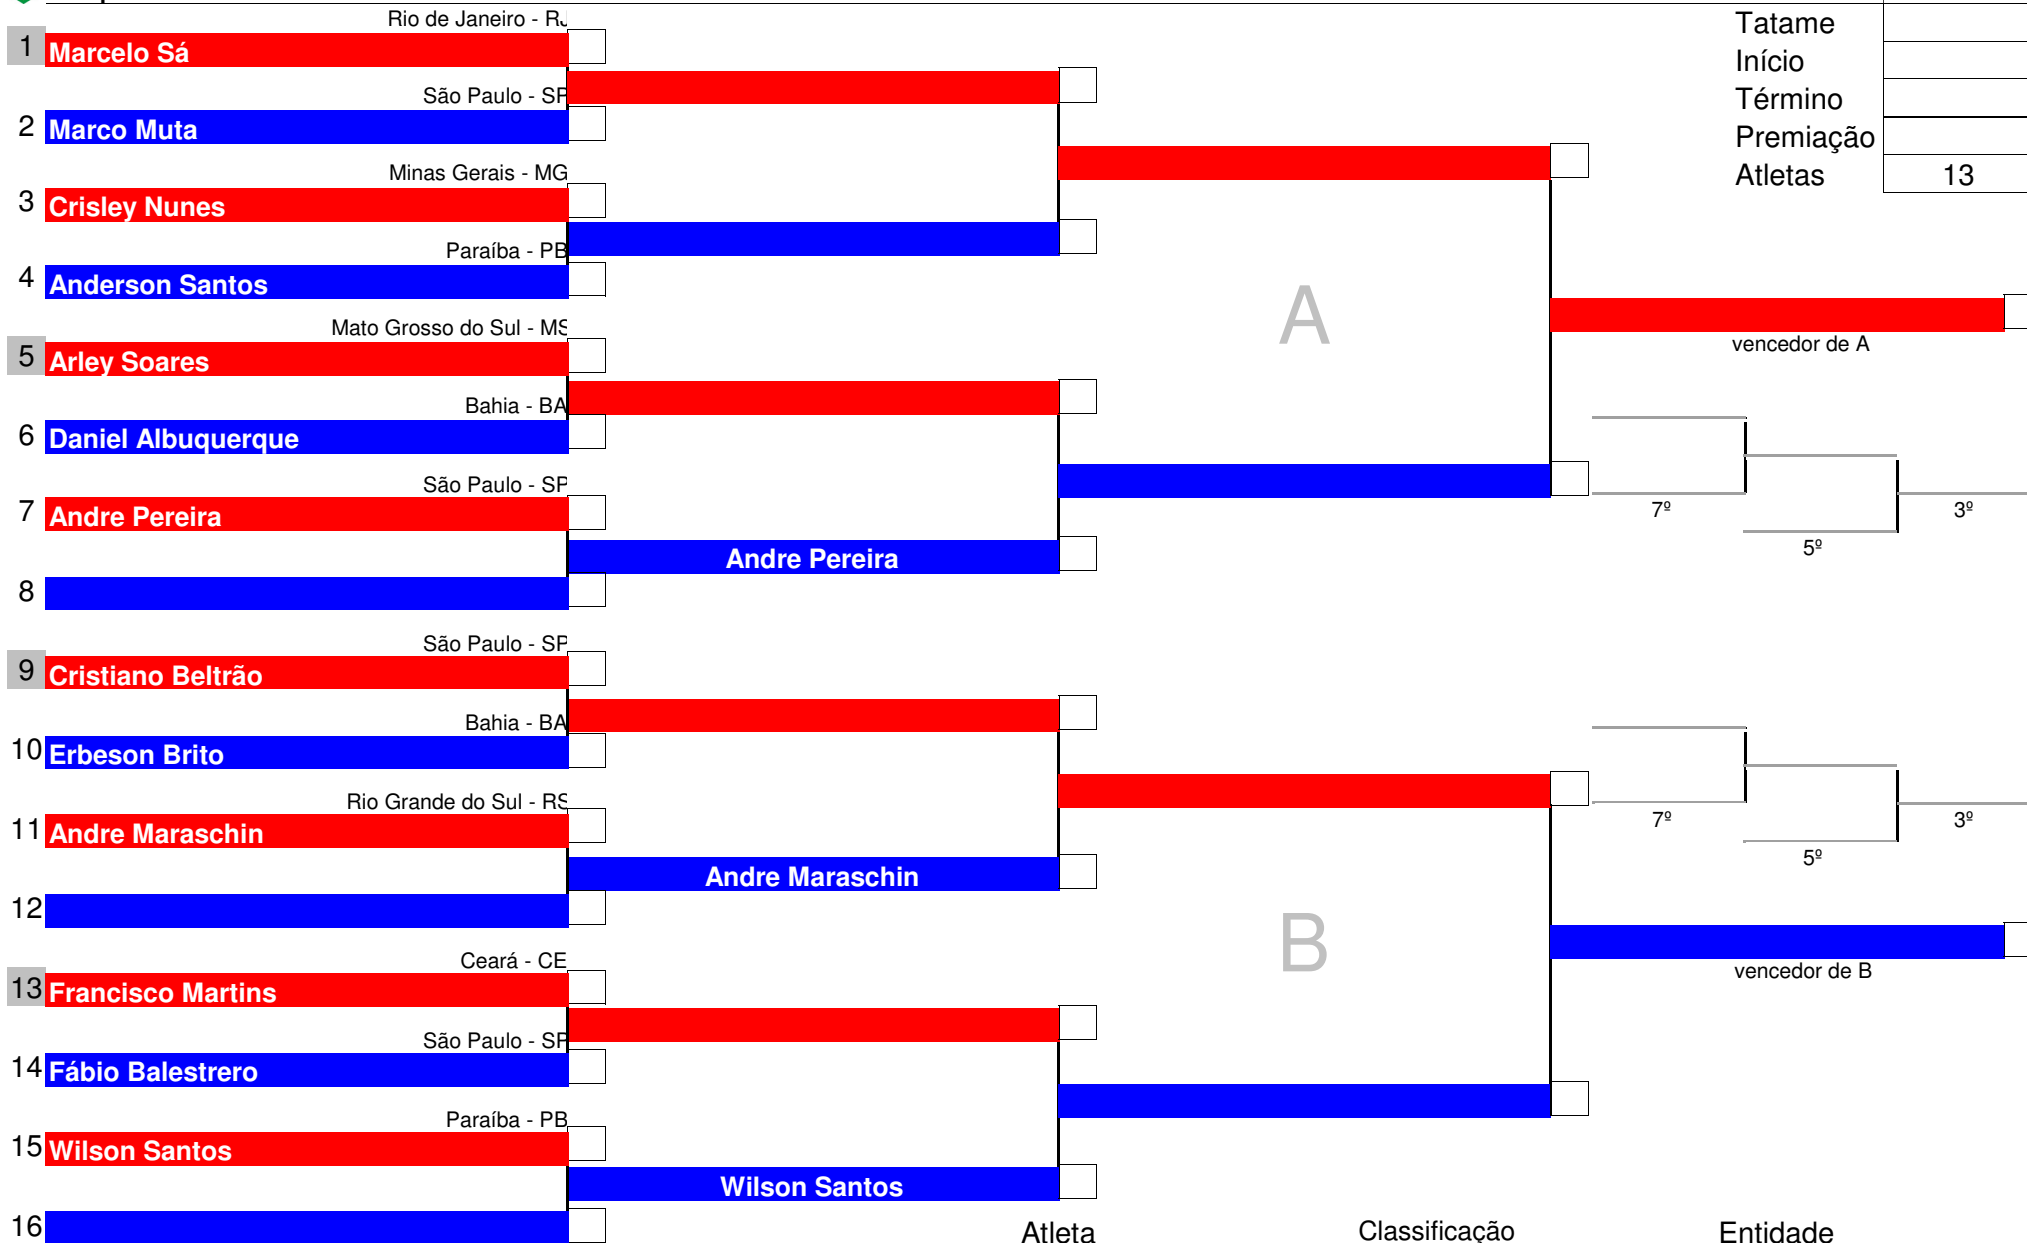 Rio de Janeiro - RJ
1 Marcelo Sá
São Paulo - SP
2 Marco Muta
Minas Gerais - MG
3 Crisley Nunes
Paraíba - PB
4 Anderson Santos
Mato Grosso do Sul - MS
5 Arley Soares
Bahia - BA
6 Daniel Albuquerque
São Paulo - SP
7 Andre Pereira
Andre Pereira
8
São Paulo - SP
9 Cristiano Beltrão
Bahia - BA
10 Erbeson Brito
Rio Grande do Sul - RS
11 Andre Maraschin
Andre Maraschin
12
Ceará - CE
13 Francisco Martins
São Paulo - SP
14 Fábio Balestrero
Paraíba - PB
15 Wilson Santos
Wilson Santos
16
A
B
Tatame
Início
Término
Premiação
Atletas 13
vencedor de A
7º
3º
5º
7º
3º
5º
vencedor de B
Atleta Classificação Entidade